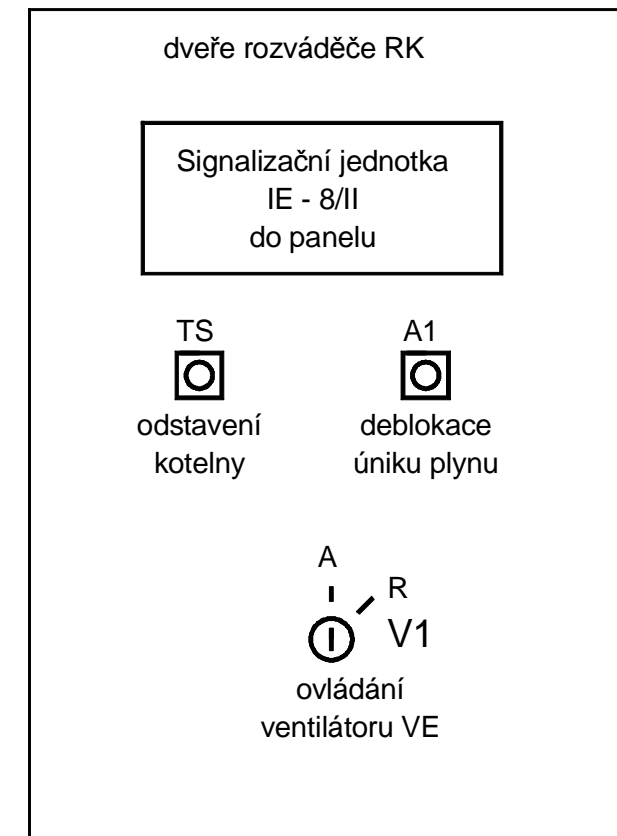 dveře rozváděče RK
Signalizační jednotka
IE - 8/II
do panelu
TS
odstavení
kotelny
A1
deblokace
úniku plynu
A
R
V1
ovládání
ventilátoru VE